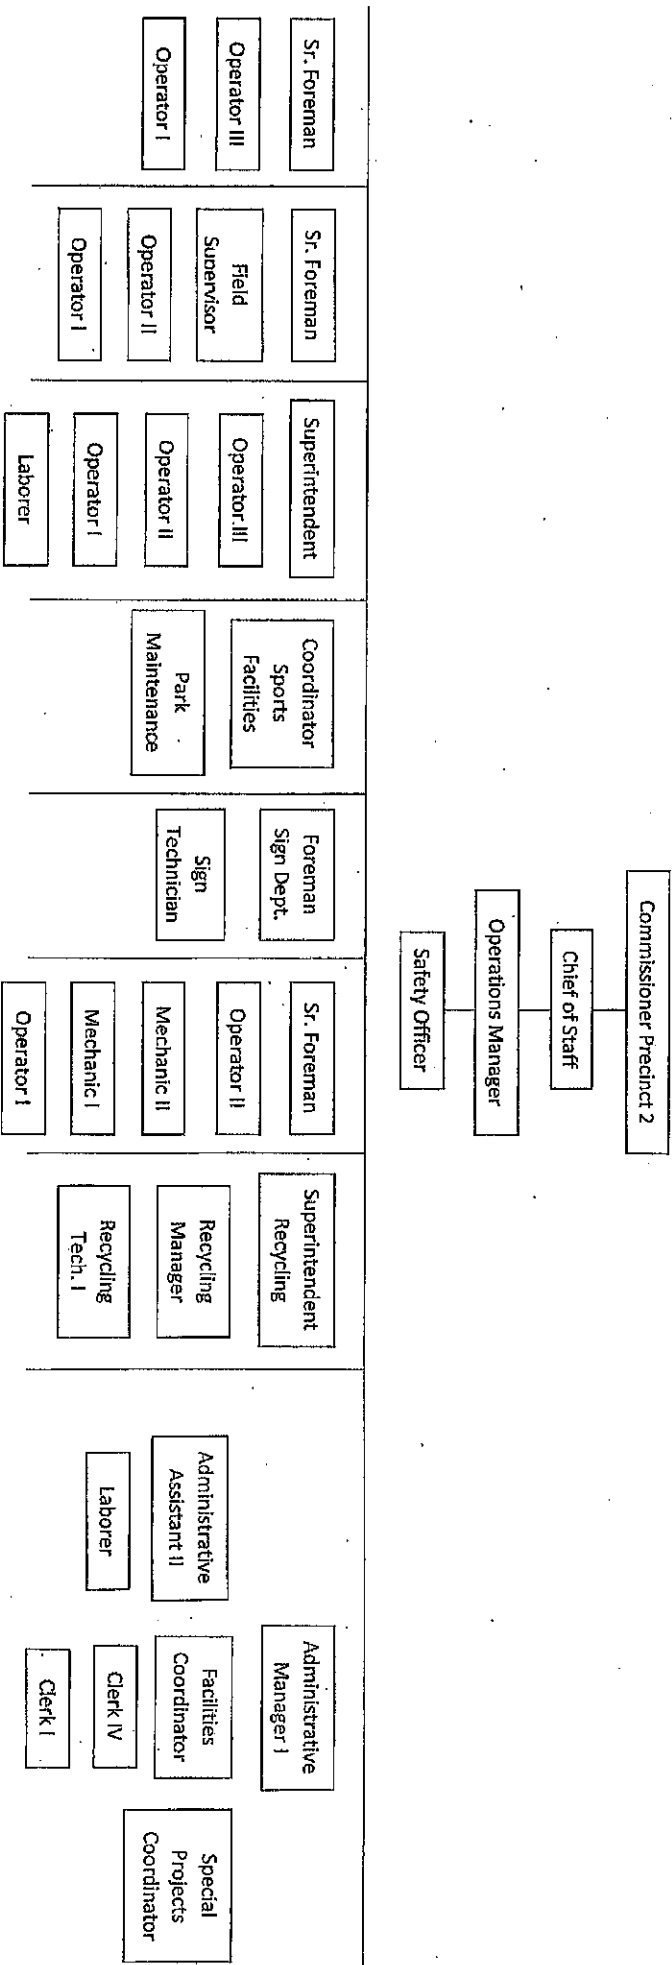 Commissioner Precinct 2
Chief of Staff
Operations Manager
Safety Officer
Sr. Foreman
Operator III
Operator I
Sr. Foreman
Field
Supervisor
Operator II
Operator I
Superintendent
Operator III
Operator II
Operator I
Laborer
Coordinator
Sports
Facilities
Park
Maintenance
Foreman
Sign Dept.
Sign
Technician
Sr. Foreman
Operator II
Mechanic II
Mechanic I
Operator I
Superintendent
Recycling
Recycling
Manager
Recycling
Tech. I
Administrative
Assistant II
Laborer
Administrative
Manager I
Facilities
Coordinator
Clerk IV
Clerk I
Special
Projects
Coordinator